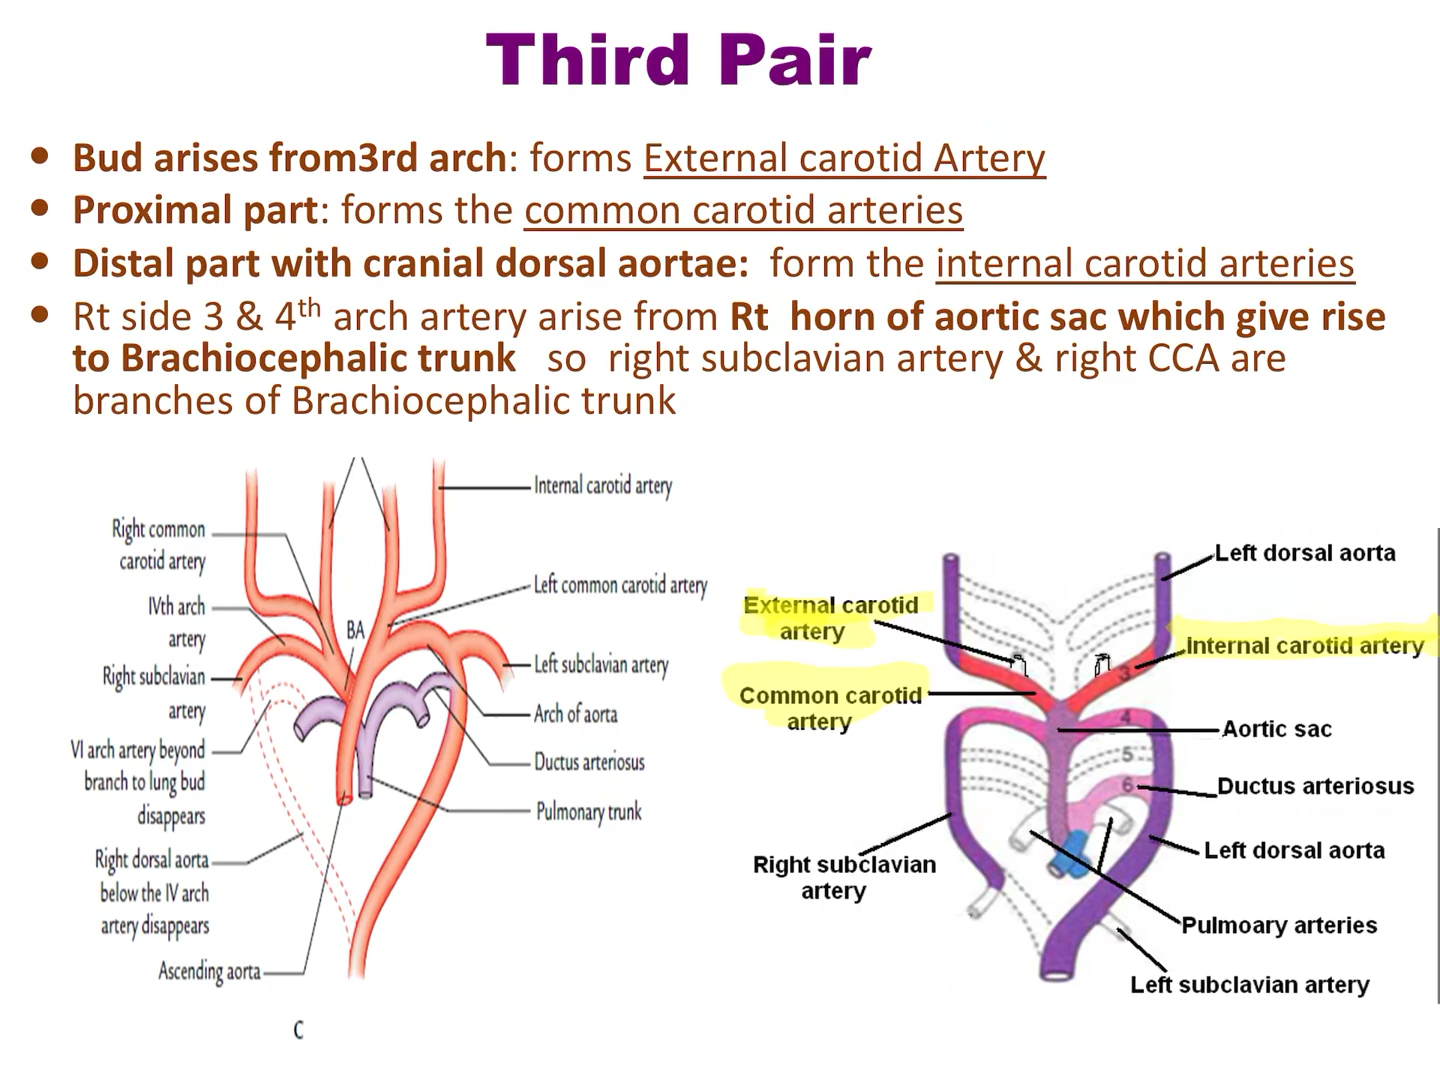 Third Pair
• Bud arises from3rd arch: forms External carotid Artery
• Proximal part: forms the common carotid arteries
• Distal part with cranial dorsal aortae:  form the internal carotid arteries
• Rt side 3 & 4th arch artery arise from Rt  horn of aortic sac which give rise
to Brachiocephalic trunk   so  right subclavian artery & right CCA are
branches of Brachiocephalic trunk
Internal carotid artery
Right common
carotid artery
Left common carotid artery
IVth arch
artery
BA
Right subclavian
artery
Left subclavian artery
Arch of aorta
VI arch artery beyond
branch to lung bud
disappears
Ductus arteriosus
Pulmonary trunk
Right dorsal aorta
below the IV arch
artery disappears
Ascending aorta
C
Left dorsal aorta
External carotid
artery
Internal carotid artery
3
Common carotid
artery
4
Aortic sac
5
6
Ductus arteriosus
Left dorsal aorta
Right subclavian
artery
Pulmoary arteries
Left subclavian artery